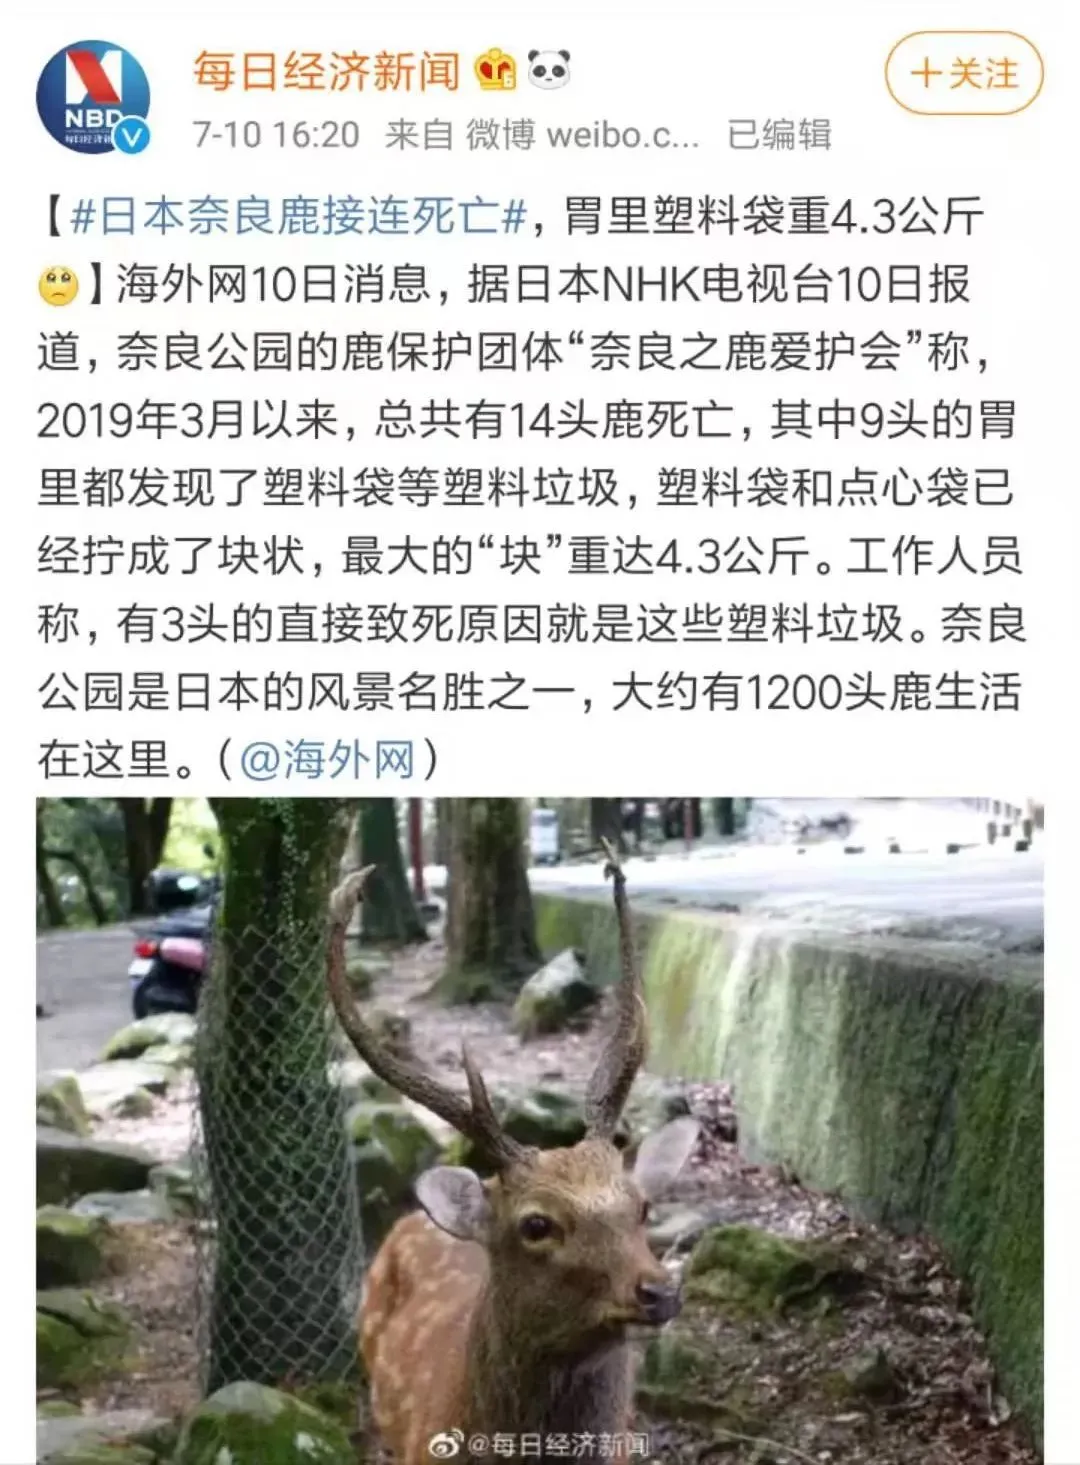 每日经济新闻
+关注
NBD
7-10 16:20 来自 微博 weibo.c... 已编辑
【#日本奈良鹿接连死亡#，胃里塑料袋重4.3公斤
】海外网10日消息，据日本NHK电视台10日报
道，奈良公园的鹿保护团体“奈良之鹿爱护会”称，
2019年3月以来，总共有14头鹿死亡，其中9头的胃
里都发现了塑料袋等塑料垃圾，塑料袋和点心袋已
经拧成了块状，最大的“块”重达4.3公斤。工作人员
称，有3头的直接致死原因就是这些塑料垃圾。奈良
公园是日本的风景名胜之一，大约有1200头鹿生活
在这里。（@海外网）
@每日经济新闻